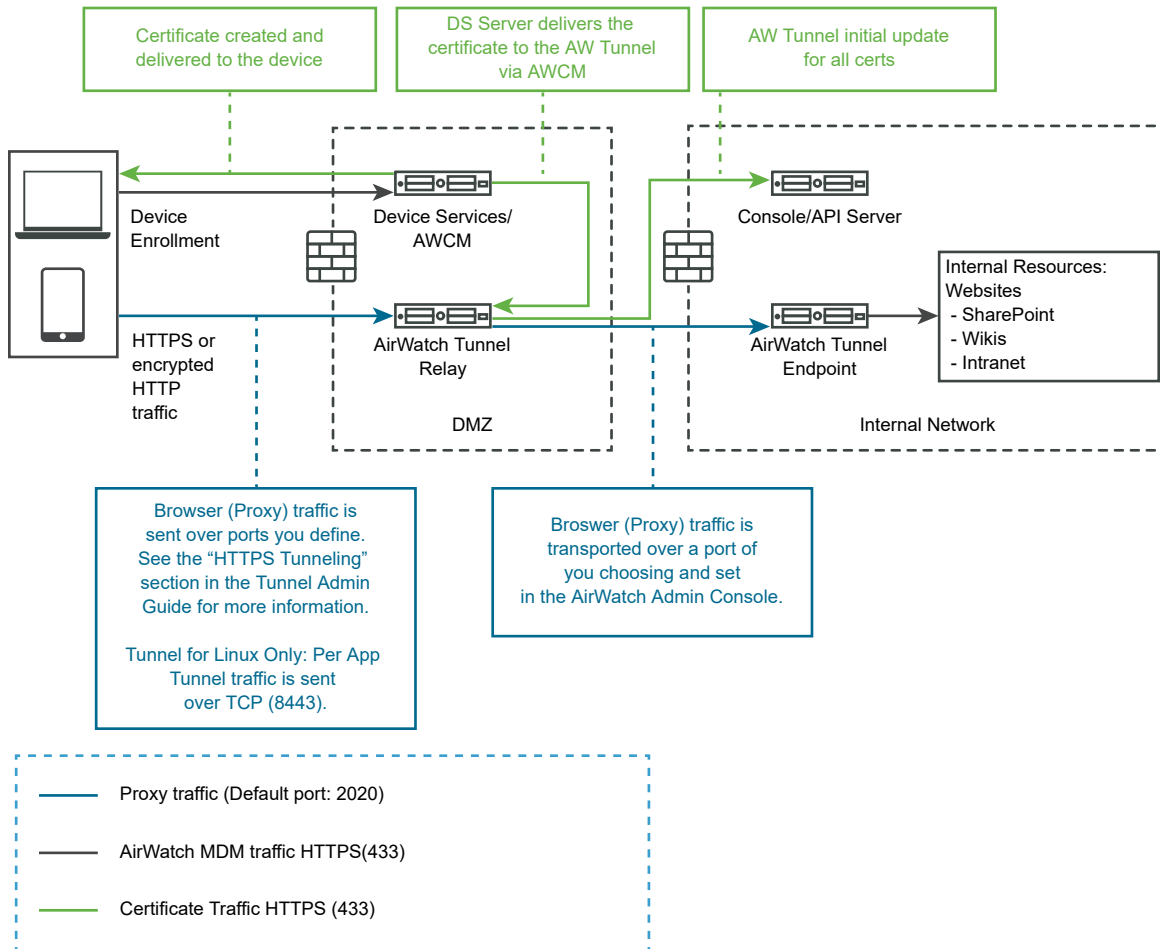 Certificate created and
delivered to the device
DS Server delivers the
certificate to the AW Tunnel
via AWCM
AW Tunnel initial update
for all certs
Device
Enrollment
Device Services/
AWCM
Console/API Server
HTTPS or
encrypted
HTTP
traffic
AirWatch Tunnel
Relay
AirWatch Tunnel
Endpoint
Internal Resources:
Websites
- SharePoint
- Wikis
- Intranet
DMZ
Internal Network
Browser (Proxy) traffic is
sent over ports you define.
See the “HTTPS Tunneling”
section in the Tunnel Admin
Guide for more information.
Tunnel for Linux Only: Per App
Tunnel traffic is sent
over TCP (8443).
Broswer (Proxy) traffic is
transported over a port of
you choosing and set
in the AirWatch Admin Console.
Proxy traffic (Default port: 2020)
AirWatch MDM traffic HTTPS(433)
Certificate Traffic HTTPS (433)